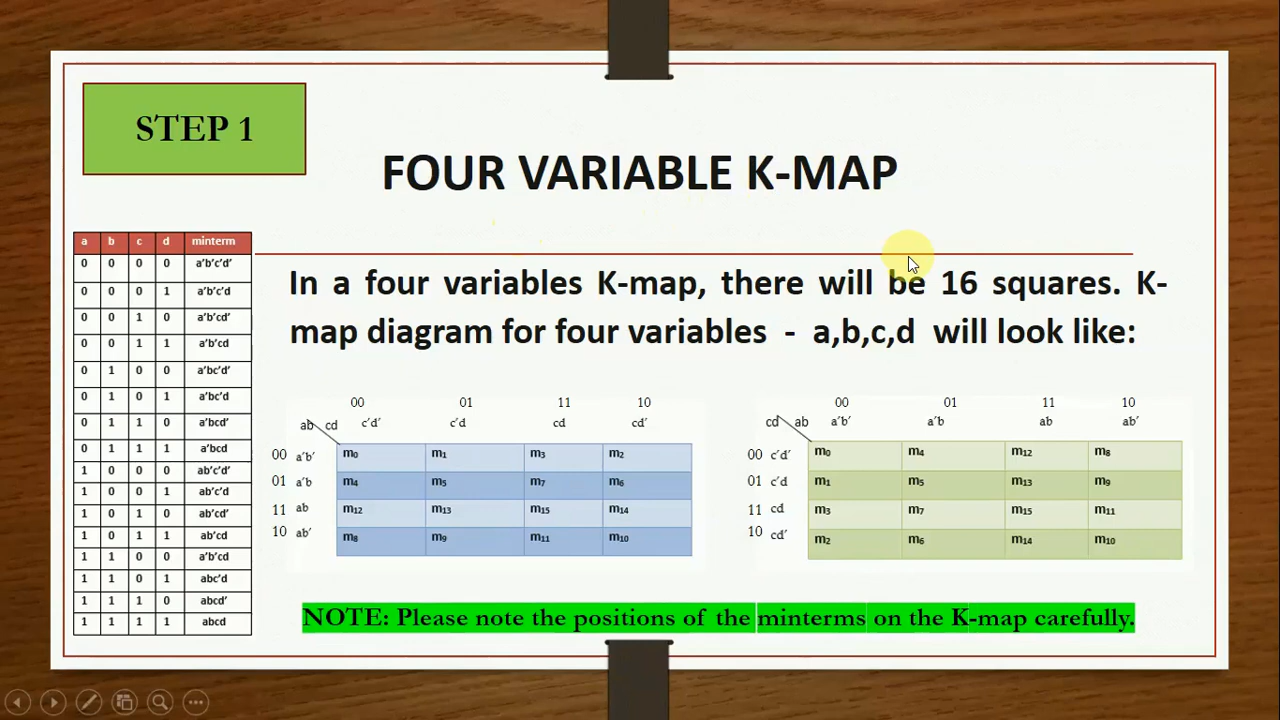 STEP 1
FOUR VARIABLE K-MAP
a b c d minterm
0 0 0 0 a'b'c'd'
0 0 0 1 a'b'c'd
0 0 1 0 a'b'cd'
0 0 1 1 a'b'cd
0 1 0 0 a'bc'd'
0 1 0 1 a'bc'd
0 1 1 0 a'bcd'
0 1 1 1 a'bcd
1 0 0 0 ab'c'd'
1 0 0 1 ab'c'd
1 0 1 0 ab'cd'
1 0 1 1 ab'cd
1 1 0 0 a'b'cd
1 1 0 1 abc'd
1 1 1 0 abcd'
1 1 1 1 abcd
In a four variables K-map, there will be 16 squares. K-
map diagram for four variables - a,b,c,d will look like:
00 01 11 10
ab cd c'd' c'd cd cd'
00 a'b' m0 m1 m3 m2
01 a'b m4 m5 m7 m6
11 ab m12 m13 m15 m14
10 ab' m8 m9 m11 m10
00 01 11 10
cd ab a'b' a'b ab ab'
00 c'd' m0 m4 m12 m8
01 c'd m1 m5 m13 m9
11 cd m3 m7 m15 m11
10 cd' m2 m6 m14 m10
NOTE: Please note the positions of the minterms on the K-map carefully.